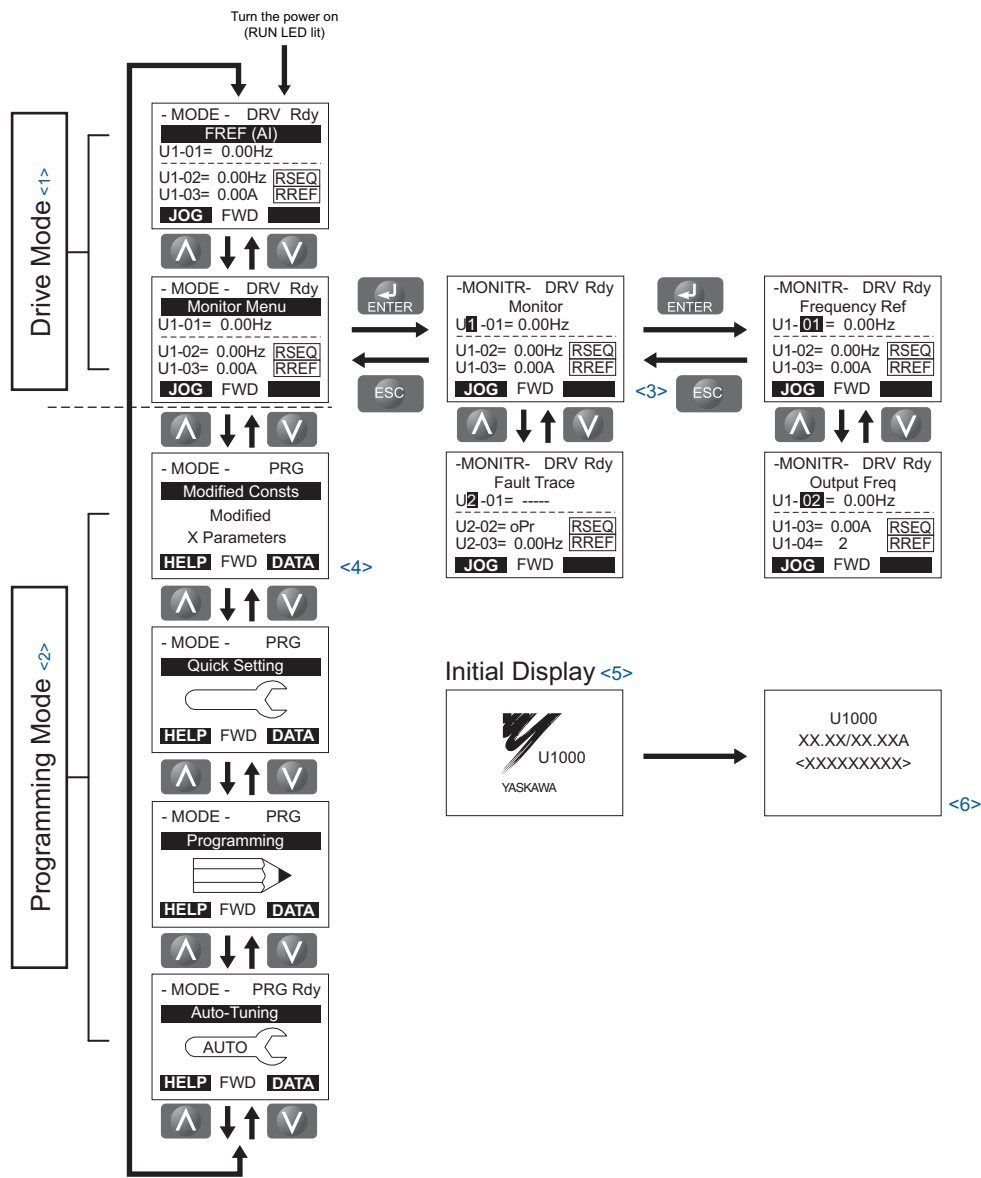 Turn the power on
(RUN LED lit)
Drive Mode <1>
- MODE - DRV Rdy
FREF (AI)
U1-01= 0.00Hz
U1-02= 0.00Hz RSEQ
U1-03= 0.00A RREF
JOG FWD
- MODE - DRV Rdy
Monitor Menu
U1-01= 0.00Hz
U1-02= 0.00Hz RSEQ
U1-03= 0.00A RREF
JOG FWD
ENTER
ESC
-MONITR- DRV Rdy
Monitor
U1 -01= 0.00Hz
U1-02= 0.00Hz RSEQ
U1-03= 0.00A RREF
JOG FWD
<3>
ENTER
ESC
-MONITR- DRV Rdy
Frequency Ref
U1- 01 = 0.00Hz
U1-02= 0.00Hz RSEQ
U1-03= 0.00A RREF
JOG FWD
-MONITR- DRV Rdy
Fault Trace
U2 -01= -----
U2-02= oPr RSEQ
U2-03= 0.00Hz RREF
JOG FWD
-MONITR- DRV Rdy
Output Freq
U1- 02 = 0.00Hz
U1-03= 0.00A RSEQ
U1-04= 2 RREF
JOG FWD
Programming Mode <2>
- MODE - PRG
Modified Consts
Modified
X Parameters
HELP FWD DATA
<4>
- MODE - PRG
Quick Setting
HELP FWD DATA
- MODE - PRG
Programming
HELP FWD DATA
- MODE - PRG Rdy
Auto-Tuning
AUTO
HELP FWD DATA
Initial Display <5>
U1000
YASKAWA
U1000
XX.XX/XX.XXA
<XXXXXXXXX>
<6>